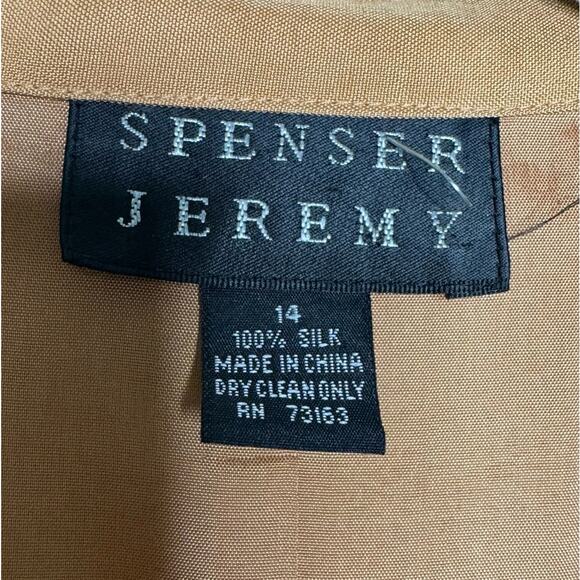 SPENSER
JEREMY
14
100% SILK
MADE IN CHINA
DRY CLEAN ONLY
RN 73163